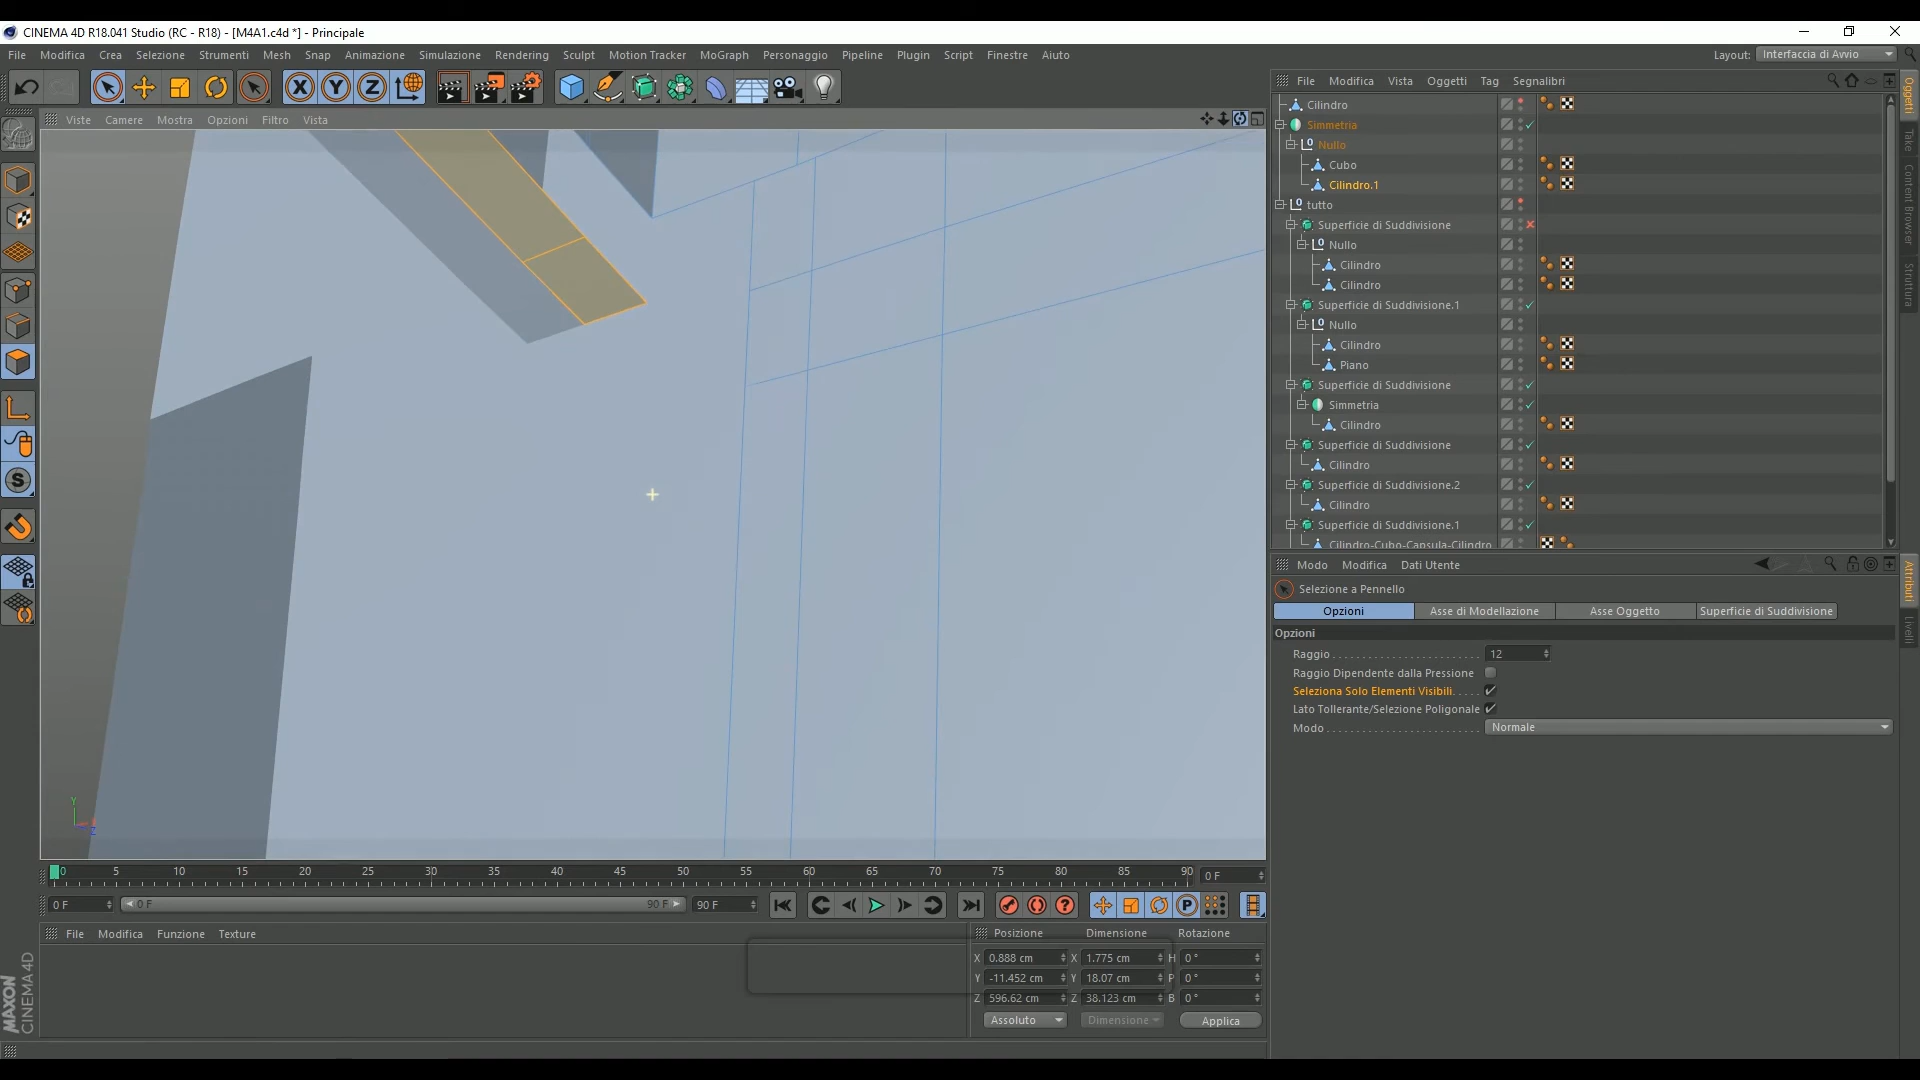 CINEMA 4D R18.041 Studio (RC - R18) - [M4A1.c4d *] - Principale
File Modifica Crea Selezione Strumenti Mesh Snap Animazione Simulazione Rendering Sculpt Motion Tracker MoGraph Personaggio Pipeline Plugin Script Finestre Aiuto
Layout: Interfaccia di Avvio
X Y Z
Viste Camere Mostra Opzioni Filtro Vista
File Modifica Vista Oggetti Tag Segnalibri
Cilindro
Simmetria
Nullo
Cubo
Cilindro.1
tutto
Superficie di Suddivisione
Nullo
Cilindro
Cilindro
Superficie di Suddivisione.1
Nullo
Cilindro
Piano
Superficie di Suddivisione
Simmetria
Cilindro
Superficie di Suddivisione
Cilindro
Superficie di Suddivisione.2
Cilindro
Superficie di Suddivisione.1
Cilindro-Cubo-Capsula-Cilindro
Oggetti
Take
Content Browser
Struttura
Modo Modifica Dati Utente
Selezione a Pennello
Opzioni Asse di Modellazione Asse Oggetto Superficie di Suddivisione
Opzioni
Raggio 12
Raggio Dipendente dalla Pressione
Seleziona Solo Elementi Visibili
Lato Tollerante/Selezione Poligonale
Modo Normale
Attributi
Livelli
S
Y
Z
0 5 10 15 20 25 30 35 40 45 50 55 60 65 70 75 80 85 90 0 F
0 F 0 F 90 F 90 F
P
File Modifica Funzione Texture
Posizione Dimensione Rotazione
X 0.888 cm X 1.775 cm H 0 °
Y -11.452 cm Y 18.07 cm P 0 °
Z 596.62 cm Z 38.123 cm B 0 °
Assoluto Dimensione Applica
MAXON
CINEMA 4D